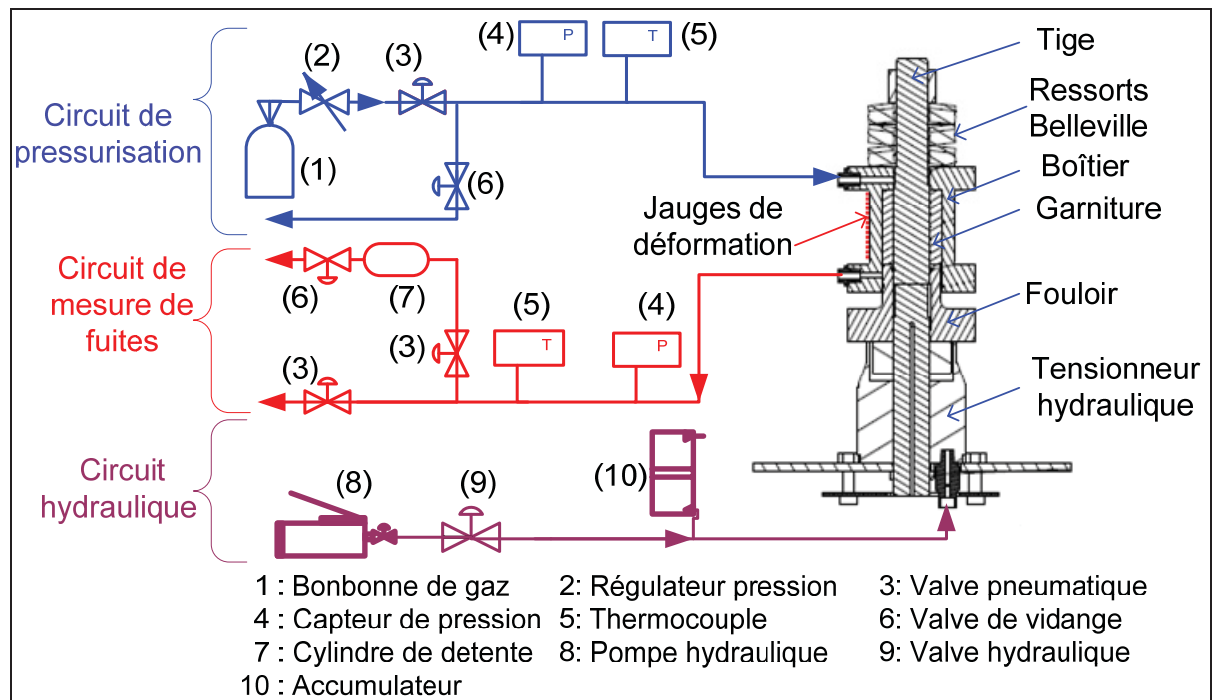 (4)
P
T
(5)
(2)
(3)
Circuit de
pressurisation
(1)
(6)
Tige
Ressorts
Belleville
Boîtier
Garniture
Jauges de
déformation
Fouloir
Tensionneur
hydraulique
Circuit de
mesure de
fuites
(6)
(7)
(5)
(4)
T
P
(3)
(3)
Circuit
hydraulique
(8)
(9)
(10)
1 : Bonbonne de gaz 2: Régulateur pression 3: Valve pneumatique
4 : Capteur de pression 5: Thermocouple 6: Valve de vidange
7 : Cylindre de detente 8: Pompe hydraulique 9: Valve hydraulique
10 : Accumulateur